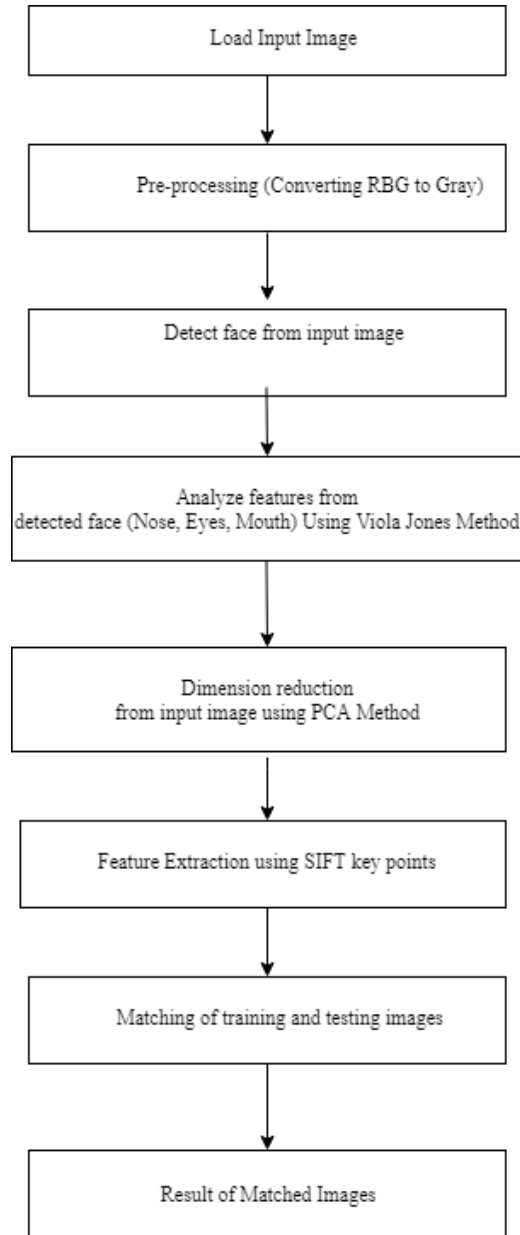 Load Input Image
Pre-processing (Converting RBG to Gray)
Detect face from input image
Analyze features from
detected face (Nose, Eyes, Mouth) Using Viola Jones Method
Dimension reduction
from input image using PCA Method
Feature Extraction using SIFT key points
Matching of training and testing images
Result of Matched Images